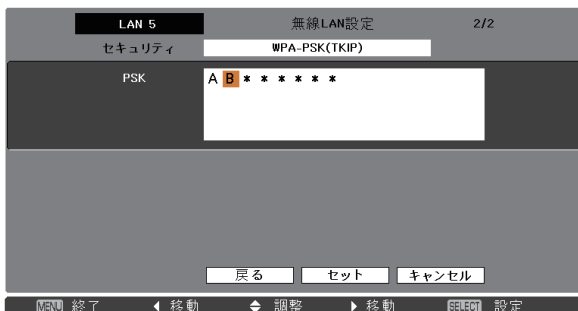 LAN 5 無線LAN設定 2/2
セキュリティ WPA-PSK(TKIP)
PSK A B * * * * * *
戻る セット キャンセル
MENU 終了 ◀ 移動 ◆ 調整 ▶ 移動 SELECT 設定